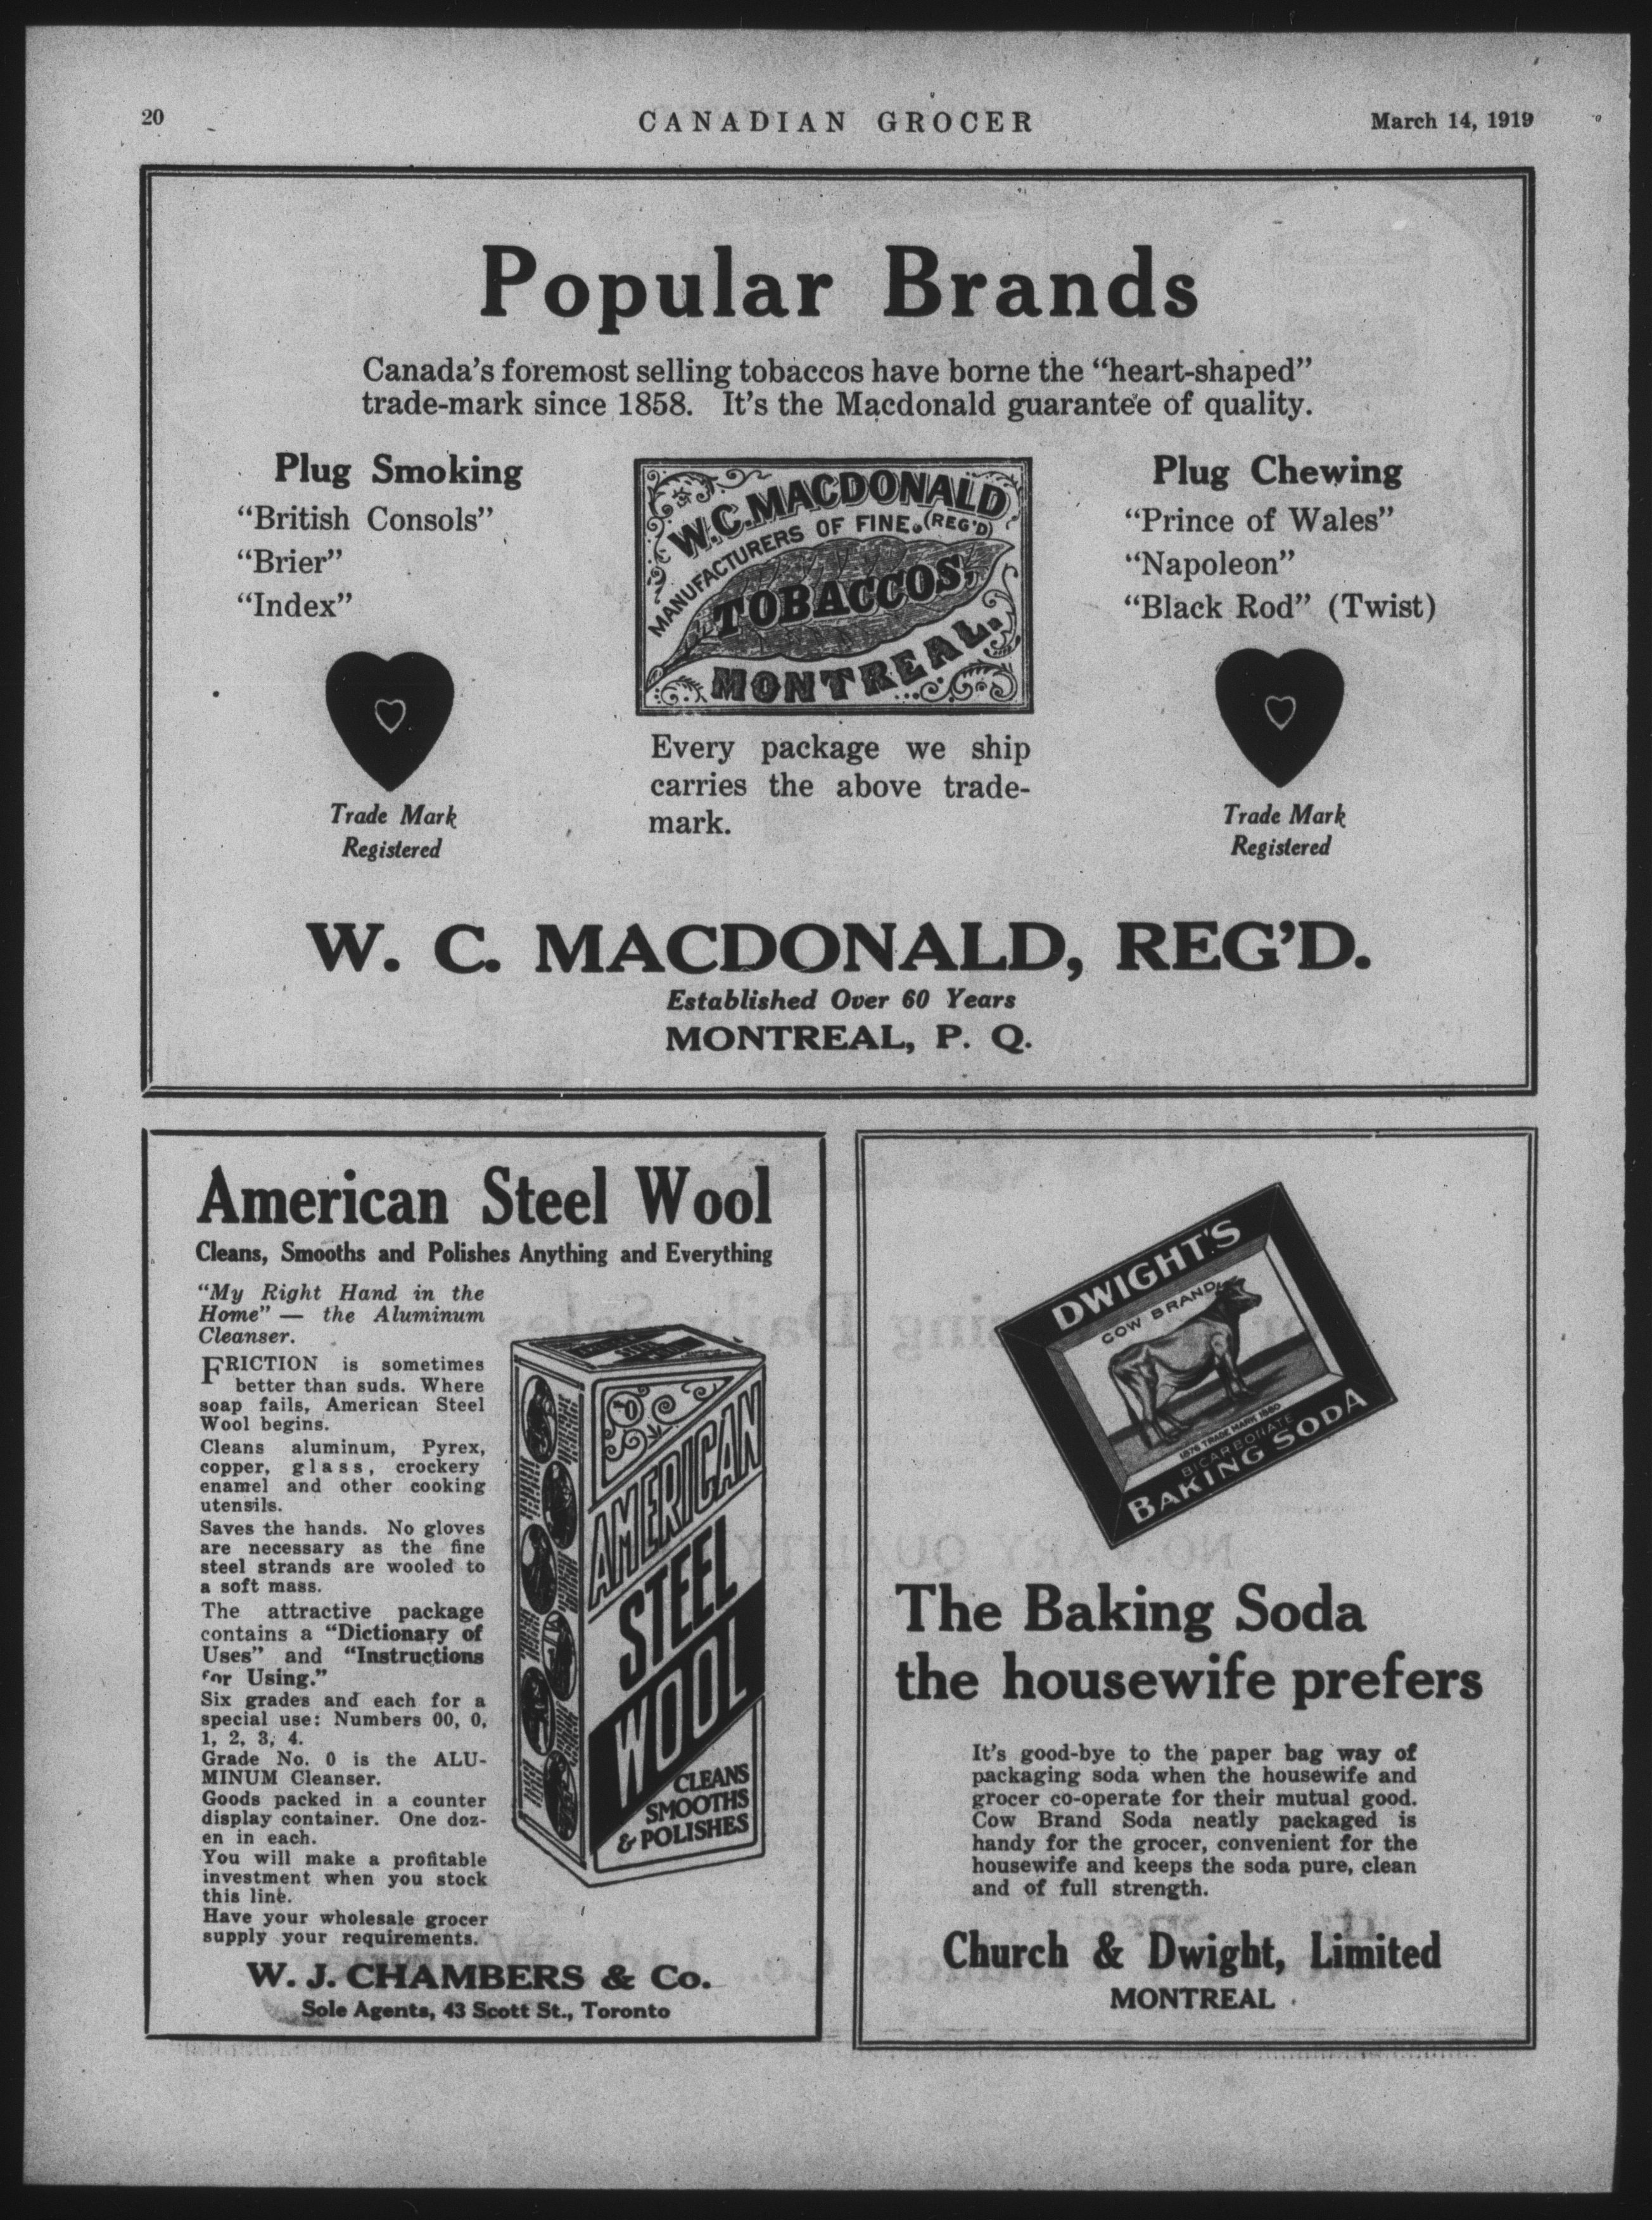 20
CANADIAN GROCER
March 14, 1919
Popular Brands
Canada's foremost selling tobaccos have borne the "heart-shaped"
trade-mark since 1858. It's the Macdonald guarantee of quality.
Plug Smoking
"British Consols"
"Brier"
"Index"
Trade Mark
Registered
W.C. MACDONALD
MANUFACTURERS OF FINE. (REG'D)
TOBACCOS,
MONTREAL.
Every package we ship
carries the above trade-
mark.
Plug Chewing
"Prince of Wales"
"Napoleon"
"Black Rod" (Twist)
Trade Mark
Registered
W. C. MACDONALD, REG'D.
Established Over 60 Years
MONTREAL, P. Q.
American Steel Wool
Cleans, Smooths and Polishes Anything and Everything
"My Right Hand in the
Home" — the Aluminum
Cleanser.
FRICTION is sometimes
better than suds. Where
soap fails, American Steel
Wool begins.
Cleans aluminum, Pyrex,
copper, glass, crockery
enamel and other cooking
utensils.
Saves the hands. No gloves
are necessary as the fine
steel strands are wooled to
a soft mass.
The attractive package
contains a "Dictionary of
Uses" and "Instructions
for Using."
Six grades and each for a
special use: Numbers 00, 0,
1, 2, 3, 4.
Grade No. 0 is the ALU-
MINUM Cleanser.
Goods packed in a counter
display container. One doz-
en in each.
You will make a profitable
investment when you stock
this line.
Have your wholesale grocer
supply your requirements.
No. 0
AMERICAN
STEEL
WOOL
CLEANS
SMOOTHS
& POLISHES
W. J. CHAMBERS & Co.
Sole Agents, 43 Scott St., Toronto
DWIGHT'S
COW BRAND
1876 TRADE MARK 1880
BICARBONATE
BAKING SODA
The Baking Soda
the housewife prefers
It's good-bye to the paper bag way of
packaging soda when the housewife and
grocer co-operate for their mutual good.
Cow Brand Soda neatly packaged is
handy for the grocer, convenient for the
housewife and keeps the soda pure, clean
and of full strength.
Church & Dwight, Limited
MONTREAL